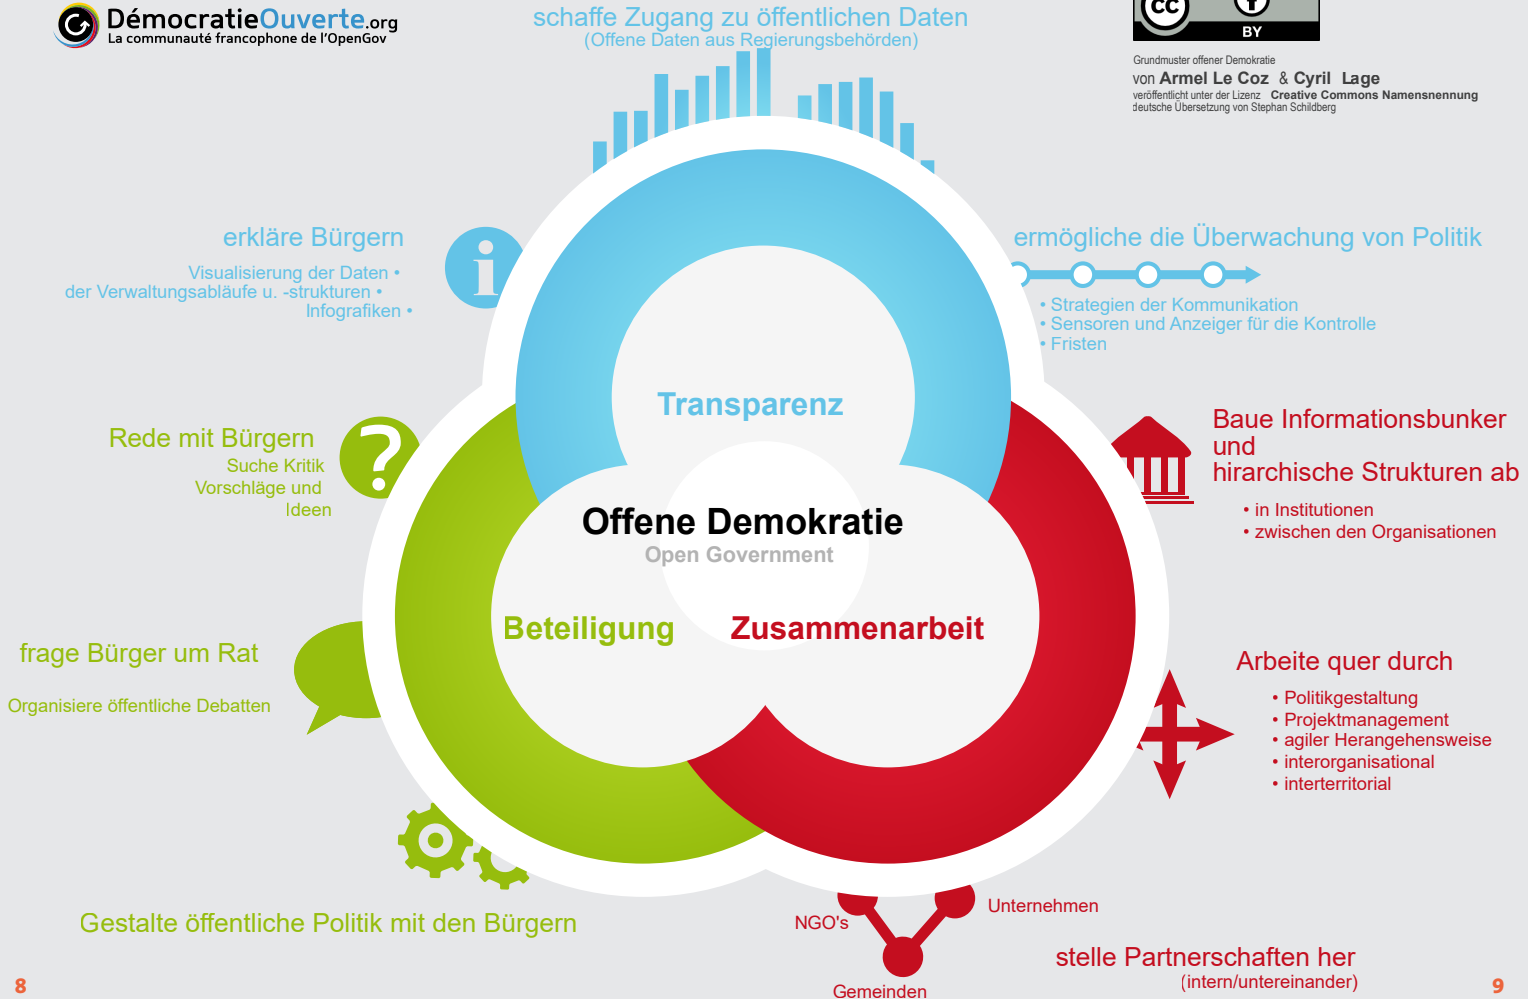 DémocratieOuverte.org
La communauté francophone de l'OpenGov
schaffe Zugang zu öffentlichen Daten
(Offene Daten aus Regierungsbehörden)
cc
BY
Grundmuster offener Demokratie
von Armel Le Coz & Cyril Lage
veröffentlicht unter der Lizenz Creative Commons Namensnennung
deutsche Übersetzung von Stephan Schildberg
erkläre Bürgern
Visualisierung der Daten •
der Verwaltungsabläufe u. -strukturen •
Infografiken •
i
ermögliche die Überwachung von Politik
• Strategien der Kommunikation
• Sensoren und Anzeiger für die Kontrolle
• Fristen
Transparenz
Rede mit Bürgern
Suche Kritik
Vorschläge und
Ideen
?
Baue Informationsbunker
und
hirarchische Strukturen ab
• in Institutionen
• zwischen den Organisationen
Offene Demokratie
Open Government
Beteiligung
Zusammenarbeit
frage Bürger um Rat
Organisiere öffentliche Debatten
Arbeite quer durch
• Politikgestaltung
• Projektmanagement
• agiler Herangehensweise
• interorganisational
• interterritorial
Gestalte öffentliche Politik mit den Bürgern
NGO's
Unternehmen
Gemeinden
stelle Partnerschaften her
(intern/untereinander)
8
9